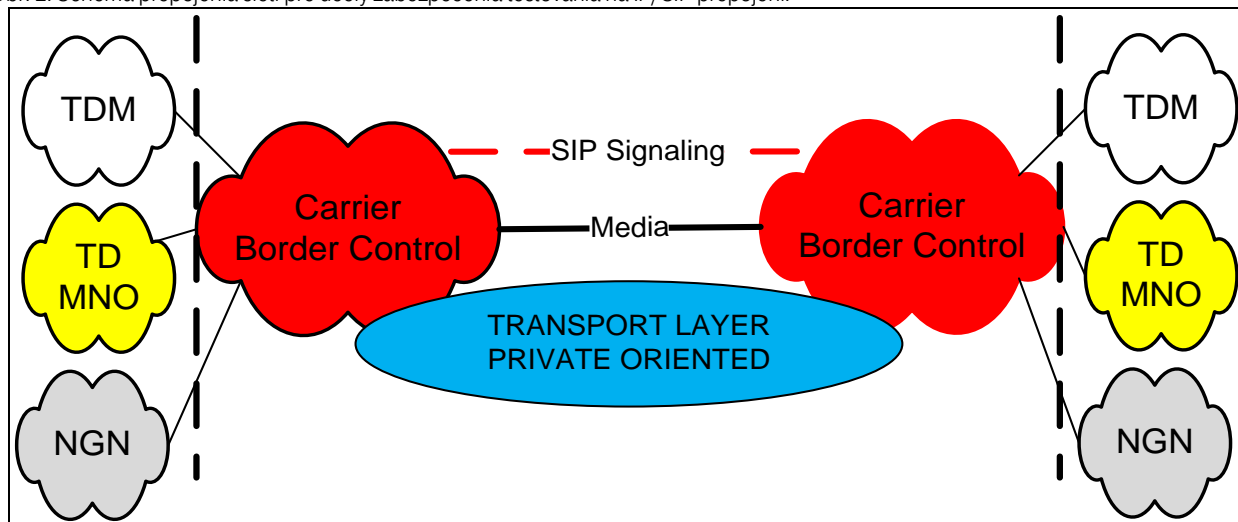 TDM
TD
MNO
NGN
Carrier
Border Control
SIP Signaling
Media
TRANSPORT LAYER
PRIVATE ORIENTED
Carrier
Border Control
TDM
TD
MNO
NGN